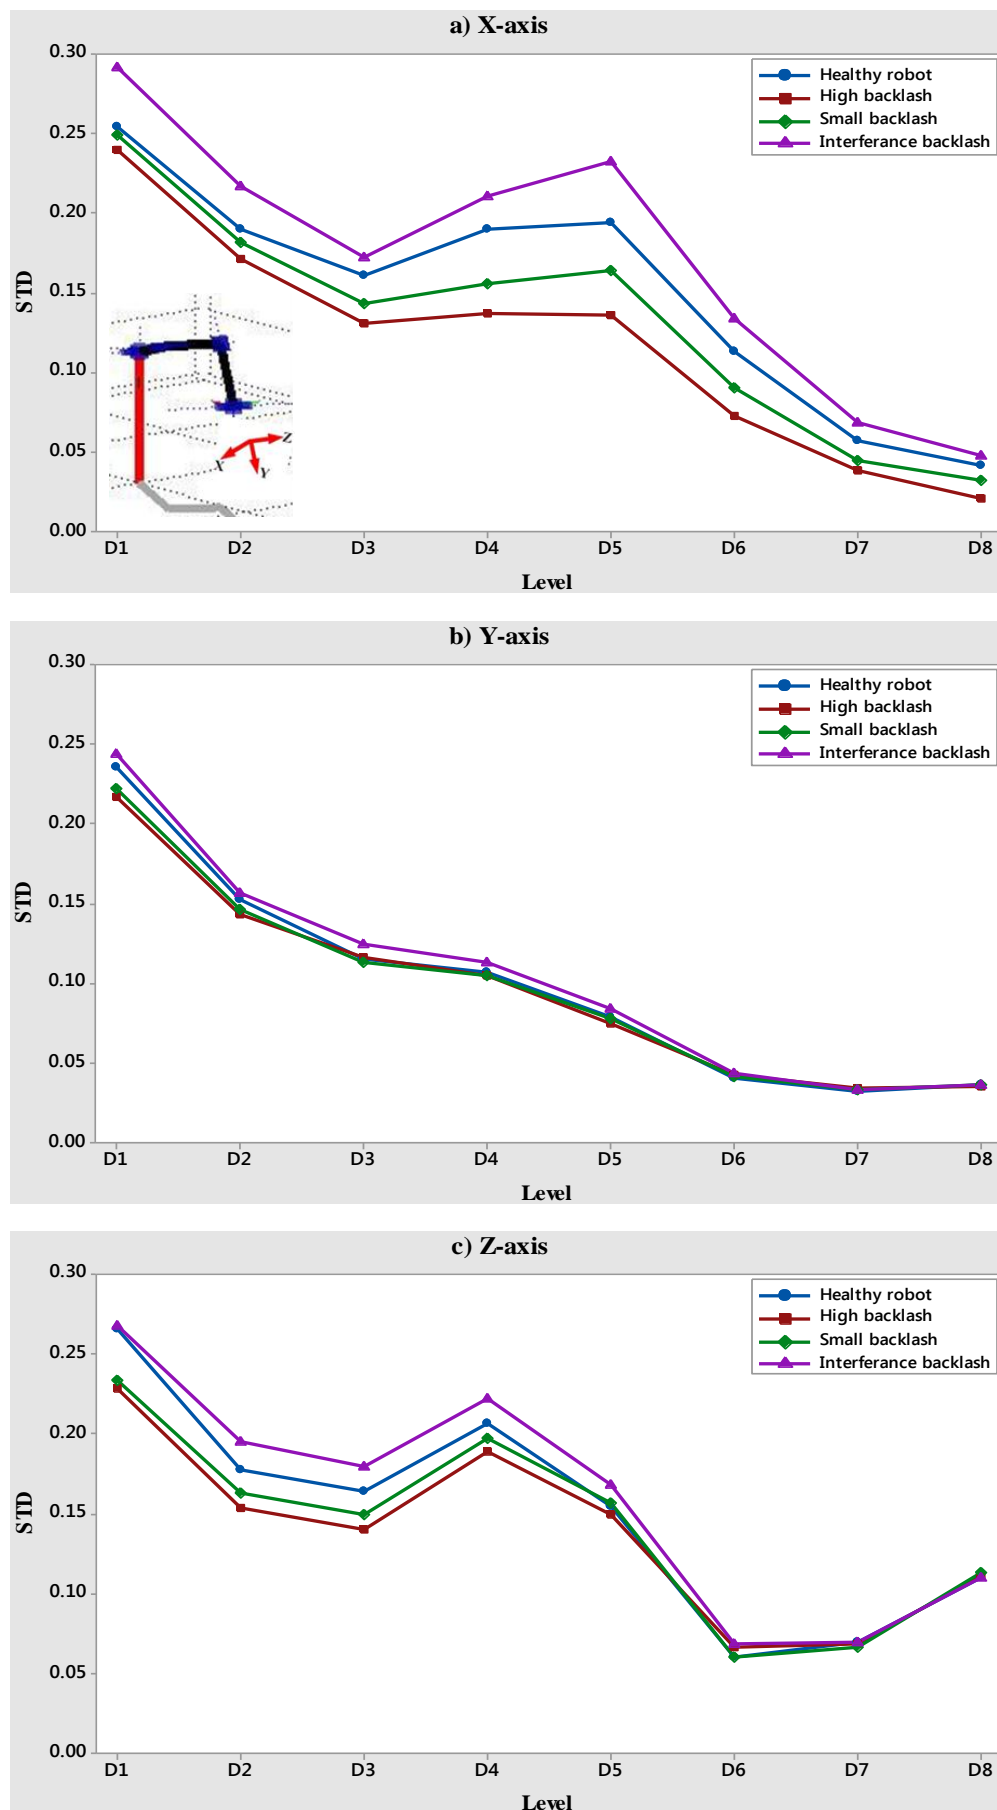 a) X-axis
0.30
0.25
0.20
0.15
0.10
0.05
0.00
STD
Healthy robot
High backlash
Small backlash
Interferance backlash
X
Y
Z
D1 D2 D3 D4 D5 D6 D7 D8
Level
b) Y-axis
0.30
0.25
0.20
0.15
0.10
0.05
0.00
STD
Healthy robot
High backlash
Small backlash
Interferance backlash
D1 D2 D3 D4 D5 D6 D7 D8
Level
c) Z-axis
0.30
0.25
0.20
0.15
0.10
0.05
0.00
STD
Healthy robot
High backlash
Small backlash
Interferance backlash
D1 D2 D3 D4 D5 D6 D7 D8
Level